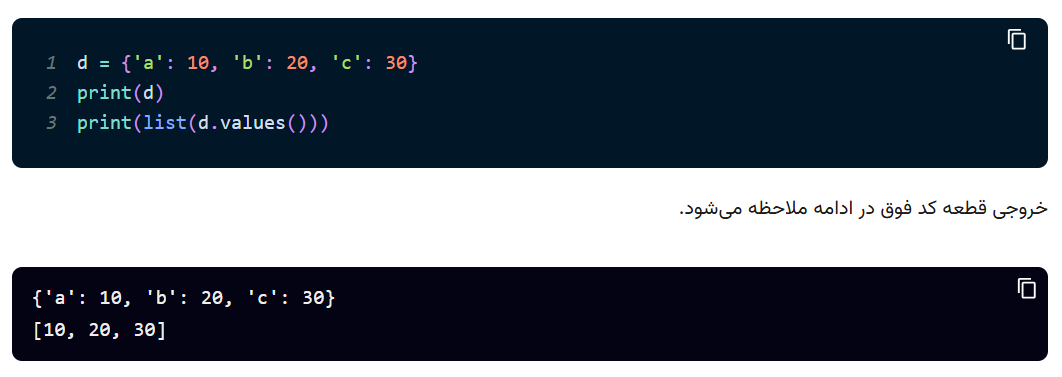 1 d = {'a': 10, 'b': 20, 'c': 30}
2 print(d)
3 print(list(d.values()))
خروجی قطعه کد فوق در ادامه ملاحظه می‌شود.
{'a': 10, 'b': 20, 'c': 30}
[10, 20, 30]